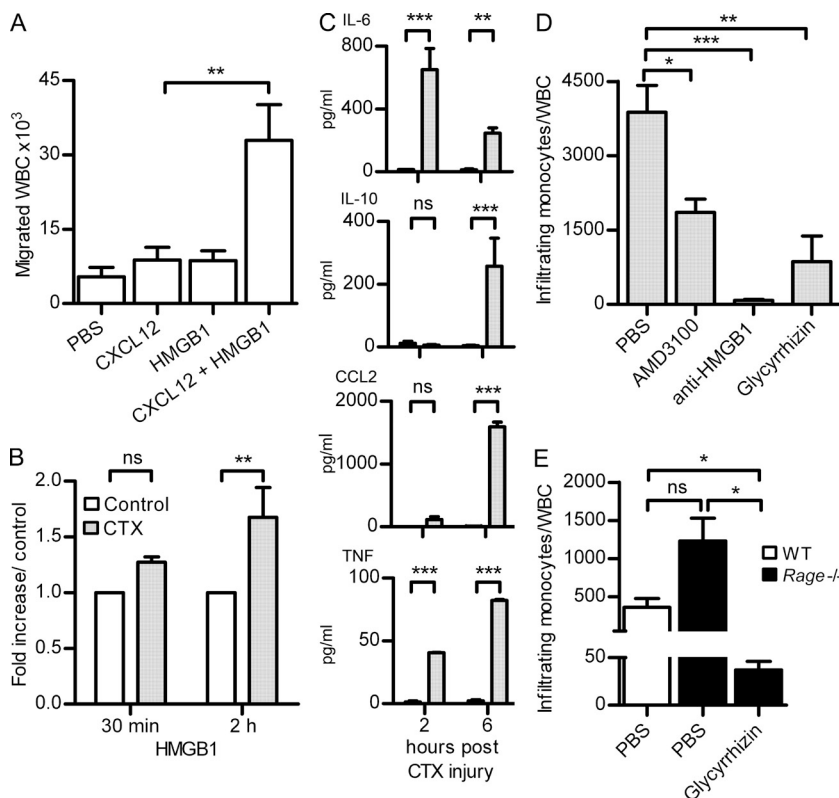 A
**
45
30
15
0
Migrated WBC x10³
PBS
CXCL12
HMGB1
CXCL12 + HMGB1
B
ns
**
2.0
1.5
1.0
0.5
0.0
Fold increase/ control
Control
CTX
30 min
2 h
HMGB1
C
IL-6
***
**
800
400
0
pg/ml
IL-10
ns
***
400
200
0
pg/ml
CCL2
ns
***
2000
1000
0
pg/ml
TNF
***
***
100
50
0
pg/ml
2
6
hours post
CTX injury
D
**
***
*
4500
3000
1500
0
Infiltrating monocytes/WBC
PBS
AMD3100
anti-HMGB1
Glycyrrhizin
E
*
ns
*
2000
1500
1000
500
50
0
Infiltrating monocytes/WBC
WT
Rage-/-
PBS
PBS
Glycyrrhizin